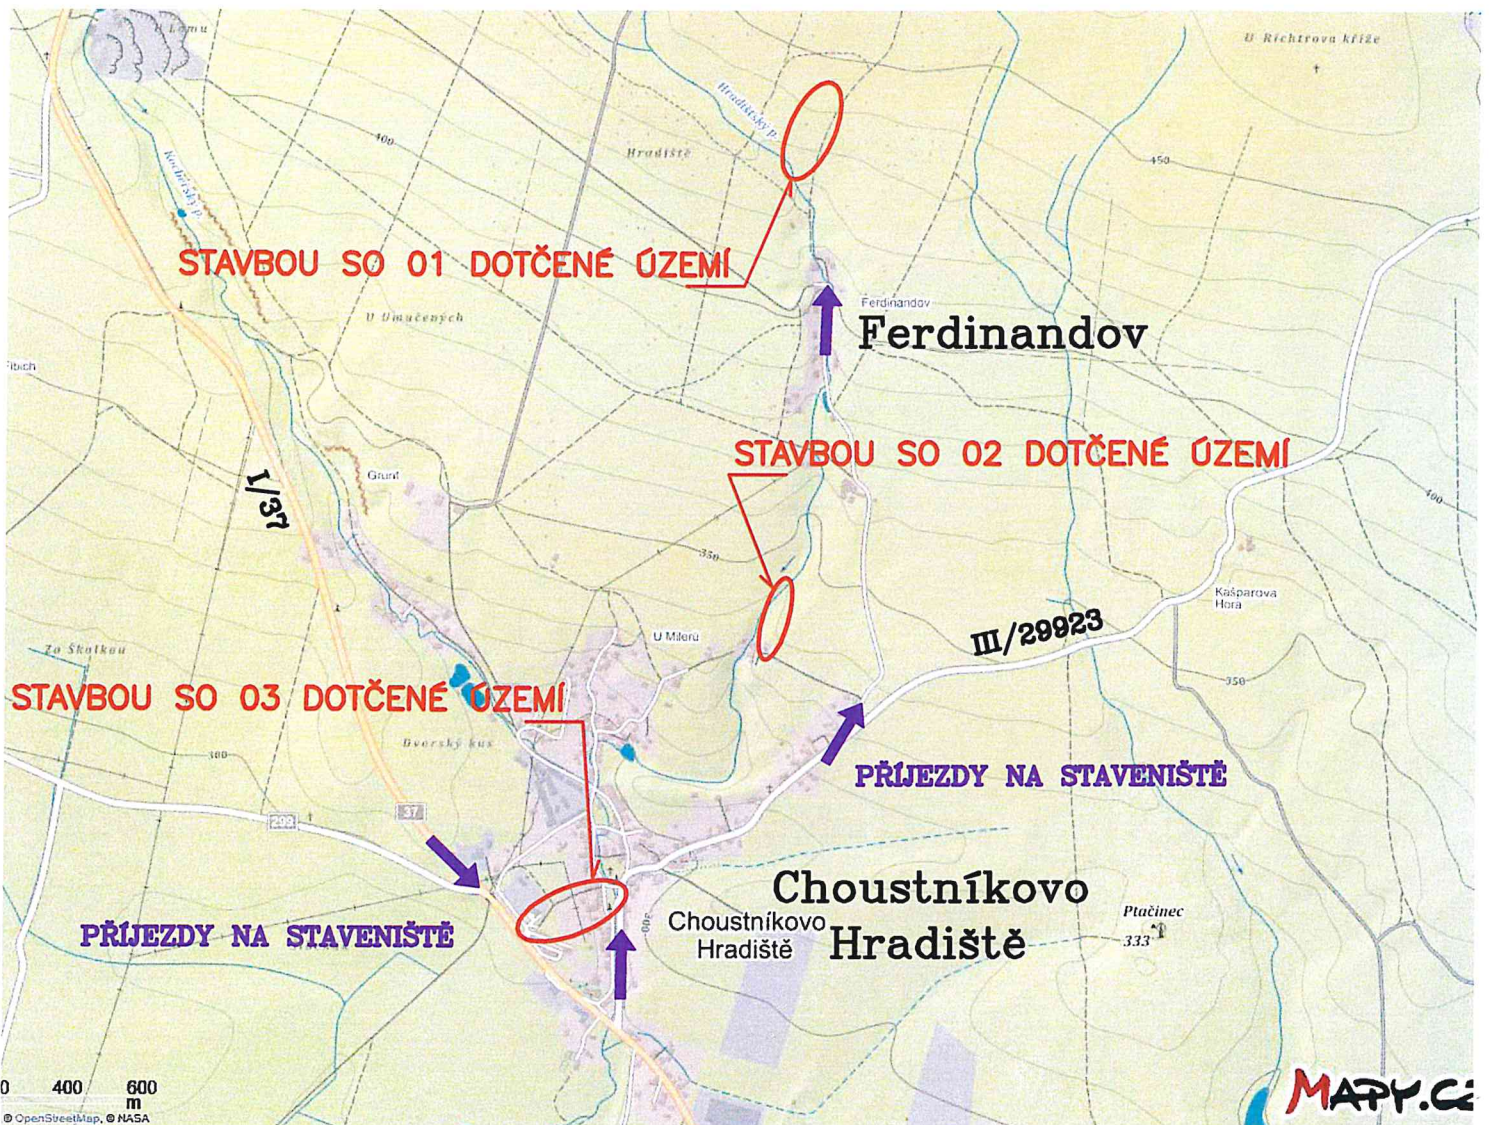 U Lomu
U Richtrova kříže
Hradišťský p.
400
Hradiště
450
Kocbeřský p.
STAVBOU SO 01 DOTČENÉ ÚZEMÍ
Ferdinandov
U Umučených
Ferdinandov
STAVBOU SO 02 DOTČENÉ ÚZEMÍ
Grunt
I/37
400
350
Kašparova
Hora
III/29923
U Milerů
Za Školkou
350
STAVBOU SO 03 DOTČENÉ ÚZEMÍ
Dvorský kus
300
PŘÍJEZDY NA STAVENIŠTĚ
37
299
Choustníkovo
Hradiště
Choustníkovo
Hradiště
300
Ptačinec
333
PŘÍJEZDY NA STAVENIŠTĚ
0 400 600
m
© OpenStreetMap, © NASA
MAPY.CZ